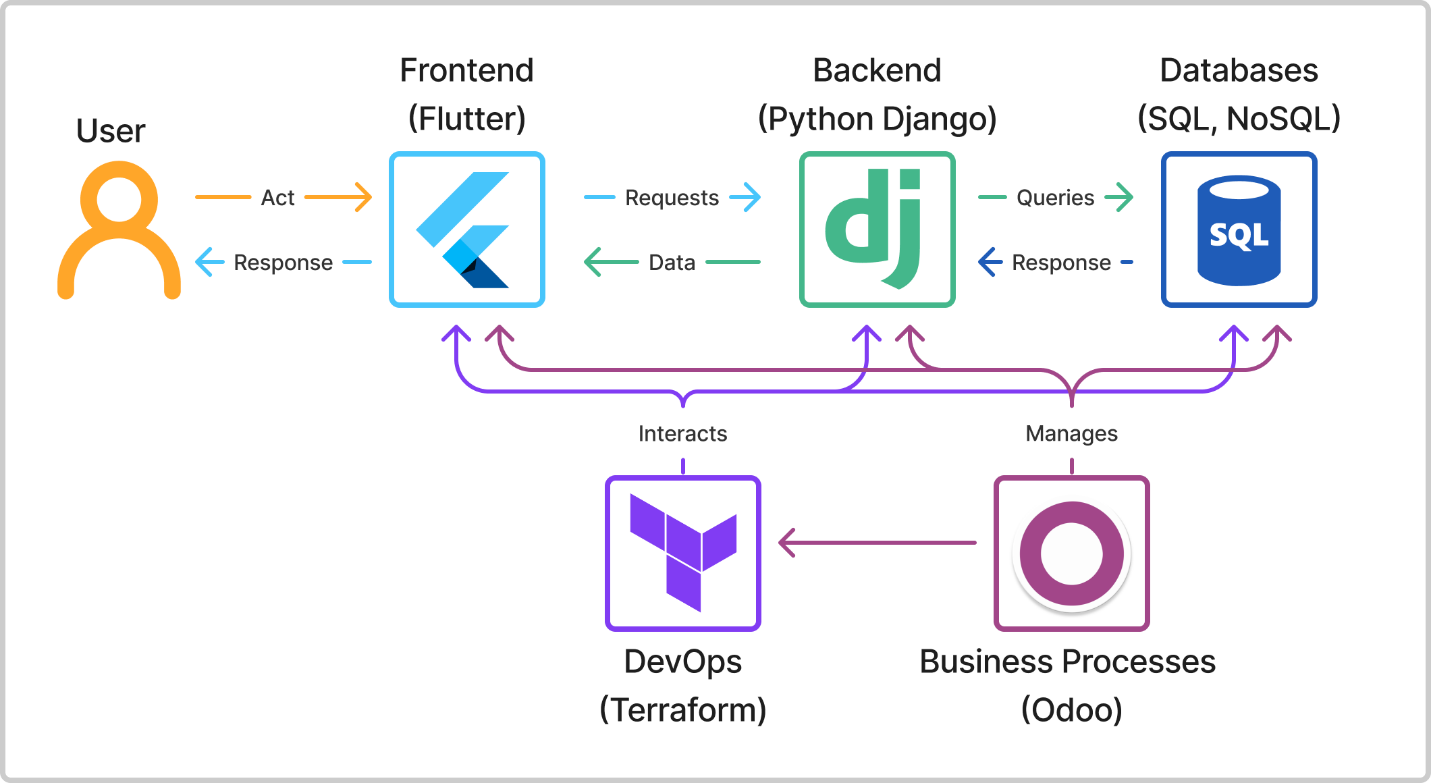 User
Frontend
(Flutter)
Backend
(Python Django)
Databases
(SQL, NoSQL)
Act
Response
Requests
Data
dj
Queries
Response
SQL
Interacts
Manages
DevOps
(Terraform)
Business Processes
(Odoo)